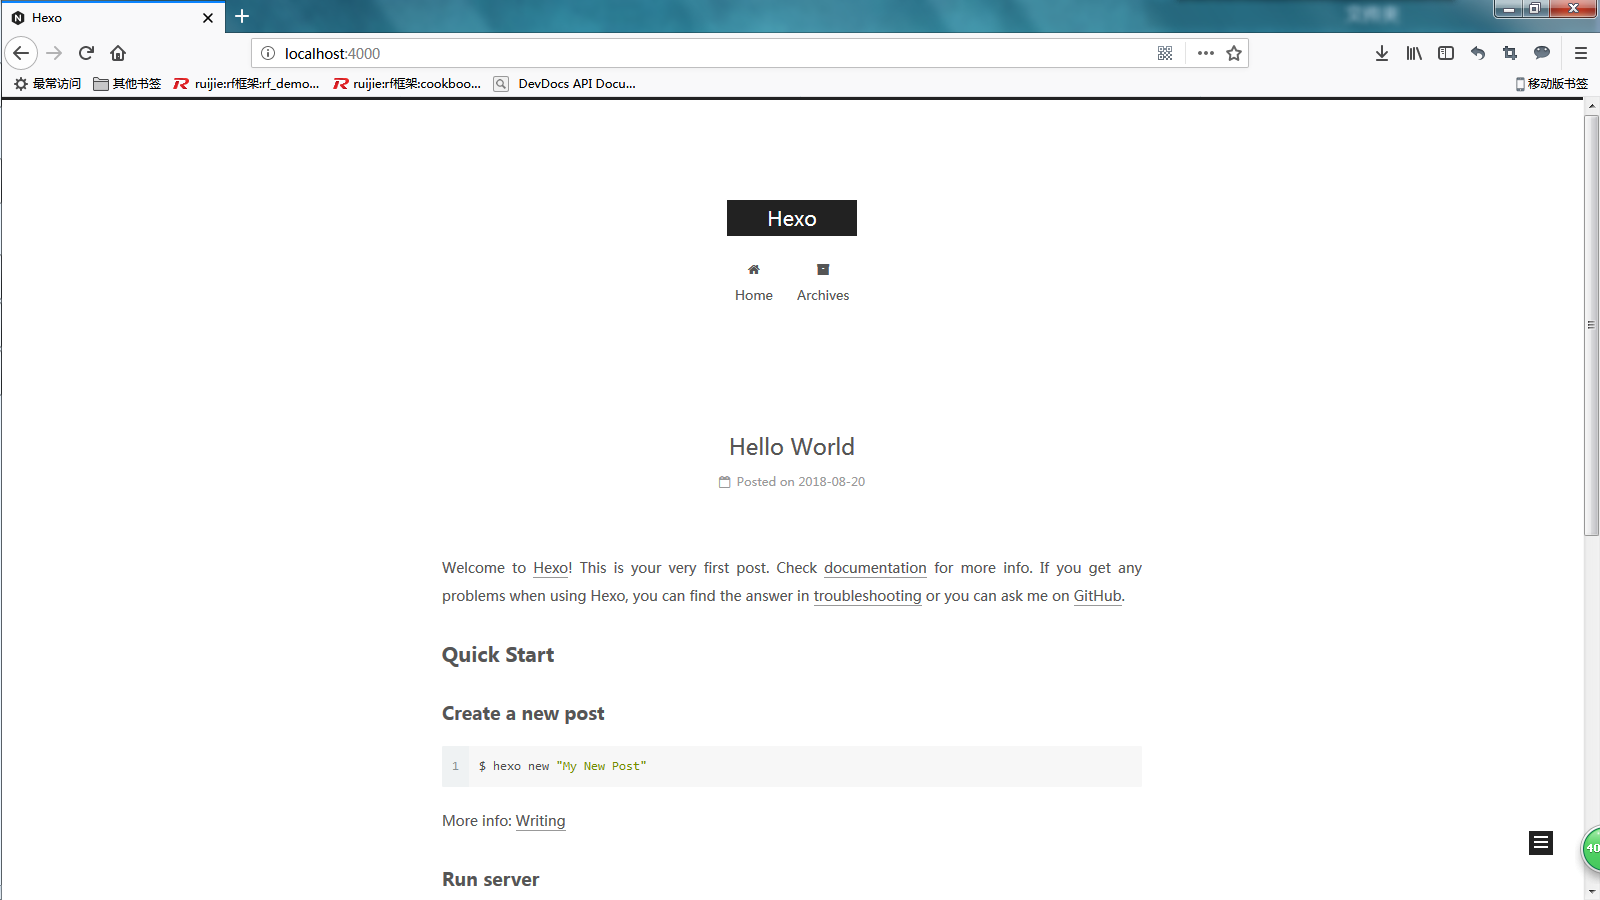 Hexo
localhost:4000
最常访问 其他书签 ruijie:rf框架:rf_demo... ruijie:rf框架:cookboo... DevDocs API Docu... 移动版书签
Hexo
Home Archives
Hello World
Posted on 2018-08-20
Welcome to Hexo! This is your very first post. Check documentation for more info. If you get any
problems when using Hexo, you can find the answer in troubleshooting or you can ask me on GitHub.
Quick Start
Create a new post
1 $ hexo new "My New Post"
More info: Writing
40
Run server